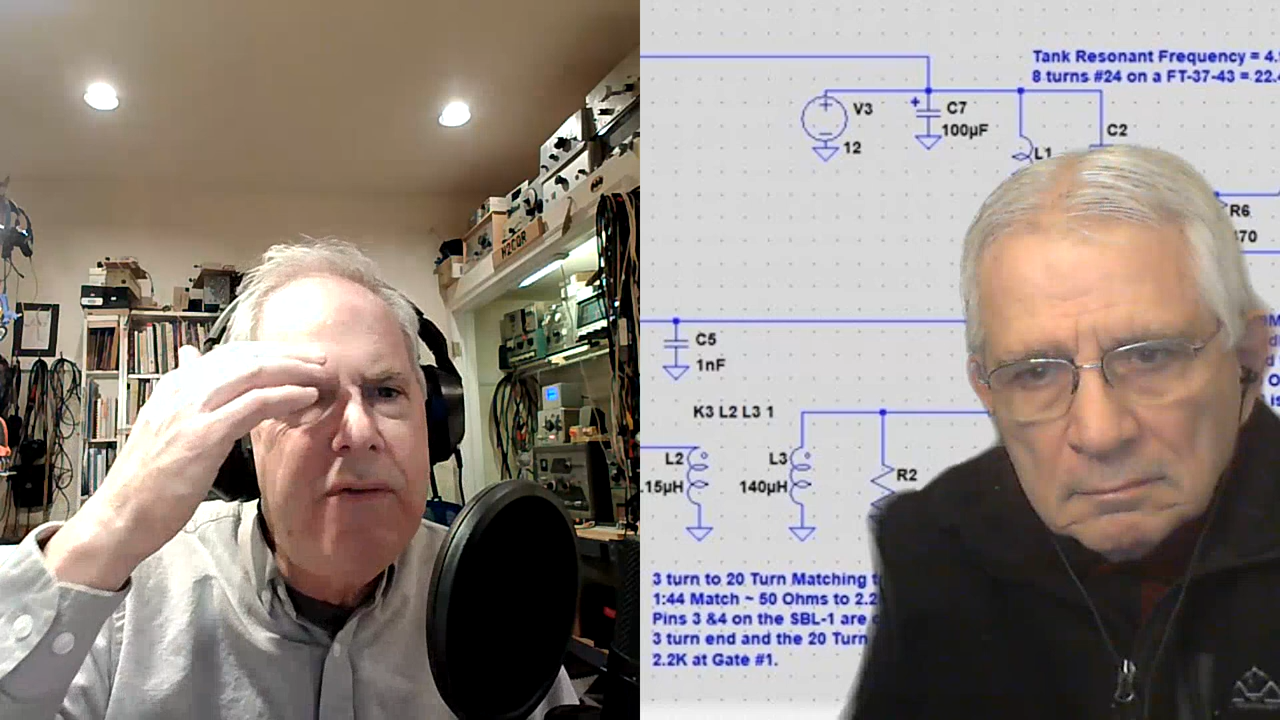 Tank Resonant Frequency = 4.
8 turns #24 on a FT-37-43 = 22.
V3
C7
100µF
12
C2
L1
R6
470
N2CQR
C5
1nF
K3 L2 L3 1
L2
.15µH
L3
140µH
R2
3 turn to 20 Turn Matching
1:44 Match ~ 50 Ohms to 2.2
Pins 3 &4 on the SBL-1 are
3 turn end and the 20 Turn
2.2K at Gate #1.